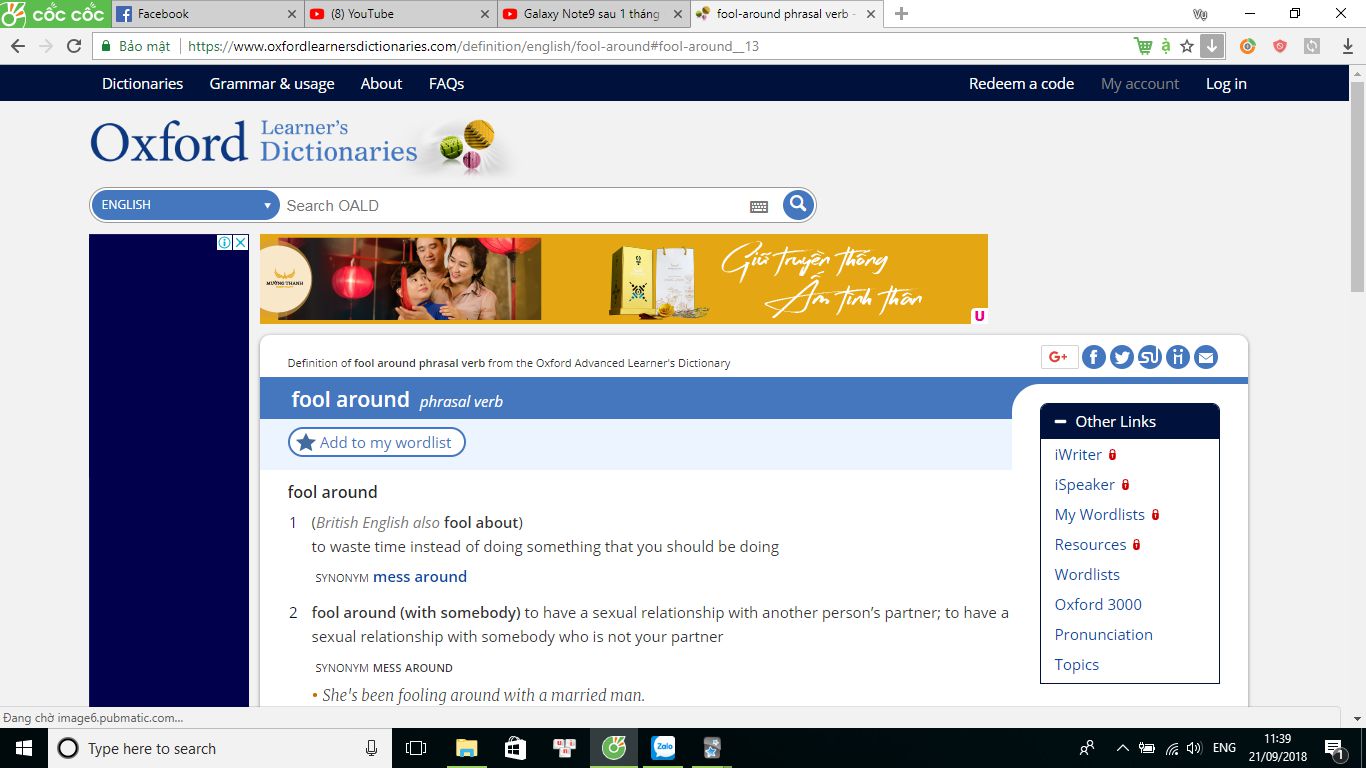 CỐC CỐC
Facebook
(8) YouTube
Galaxy Note9 sau 1 tháng
fool-around phrasal verb -
Vụ
Bảo mật
https://www.oxfordlearnersdictionaries.com/definition/english/fool-around#fool-around__13
Dictionaries Grammar & usage About FAQs Redeem a code My account Log in
Oxford Learner's Dictionaries
ENGLISH
Search OALD
MƯỜNG THANH
Giữ truyền thống
Ấm tình thân
U
Definition of fool around phrasal verb from the Oxford Advanced Learner's Dictionary
G+
fool around phrasal verb
Add to my wordlist
fool around
1 (British English also fool about)
to waste time instead of doing something that you should be doing
SYNONYM mess around
2 fool around (with somebody) to have a sexual relationship with another person's partner; to have a
sexual relationship with somebody who is not your partner
SYNONYM MESS AROUND
• She's been fooling around with a married man.
Other Links
iWriter
iSpeaker
My Wordlists
Resources
Wordlists
Oxford 3000
Pronunciation
Topics
Đang chờ image6.pubmatic.com...
Type here to search
Zalo
ENG
11:39
21/09/2018
1